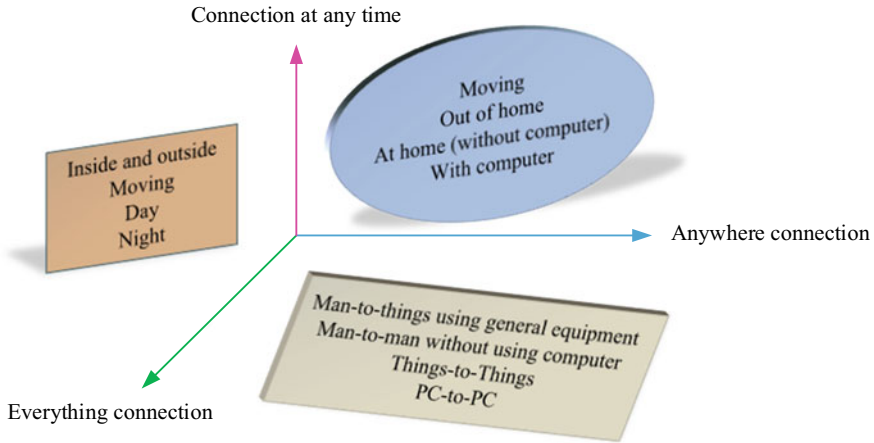 Connection at any time
Moving
Out of home
At home (without computer)
With computer
Inside and outside
Moving
Day
Night
Anywhere connection
Man-to-things using general equipment
Man-to-man without using computer
Things-to-Things
PC-to-PC
Everything connection